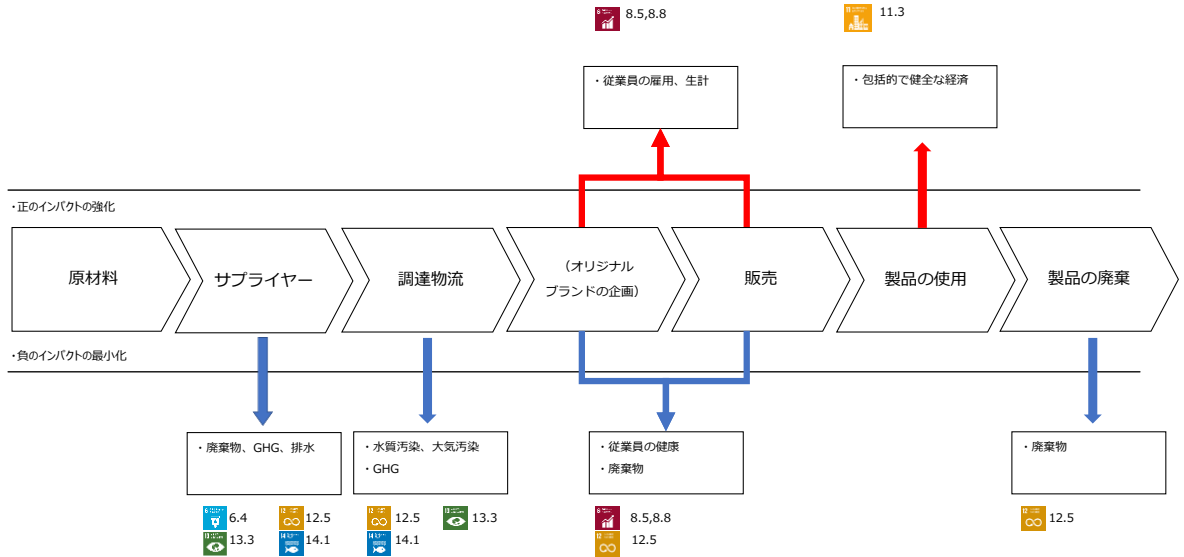 8.5,8.8
11.3
・従業員の雇用、生計
・包括的で健全な経済
・正のインパクトの強化
原材料
サプライヤー
調達物流
（オリジナル
ブランドの企画）
販売
製品の使用
製品の廃棄
・負のインパクトの最小化
・廃棄物、GHG、排水
・水質汚染、大気汚染
・GHG
・従業員の健康
・廃棄物
・廃棄物
6.4
12.5
12.5
13.3
8.5,8.8
12.5
13.3
14.1
14.1
12.5